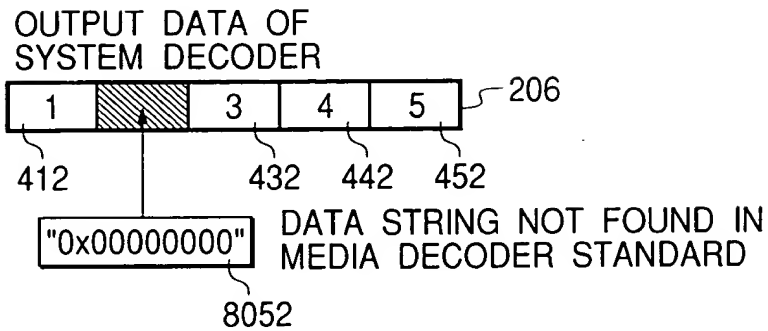 OUTPUT DATA OF
SYSTEM DECODER
1 3 4 5 206
412 432 442 452
"0x00000000" DATA STRING NOT FOUND IN
MEDIA DECODER STANDARD
8052